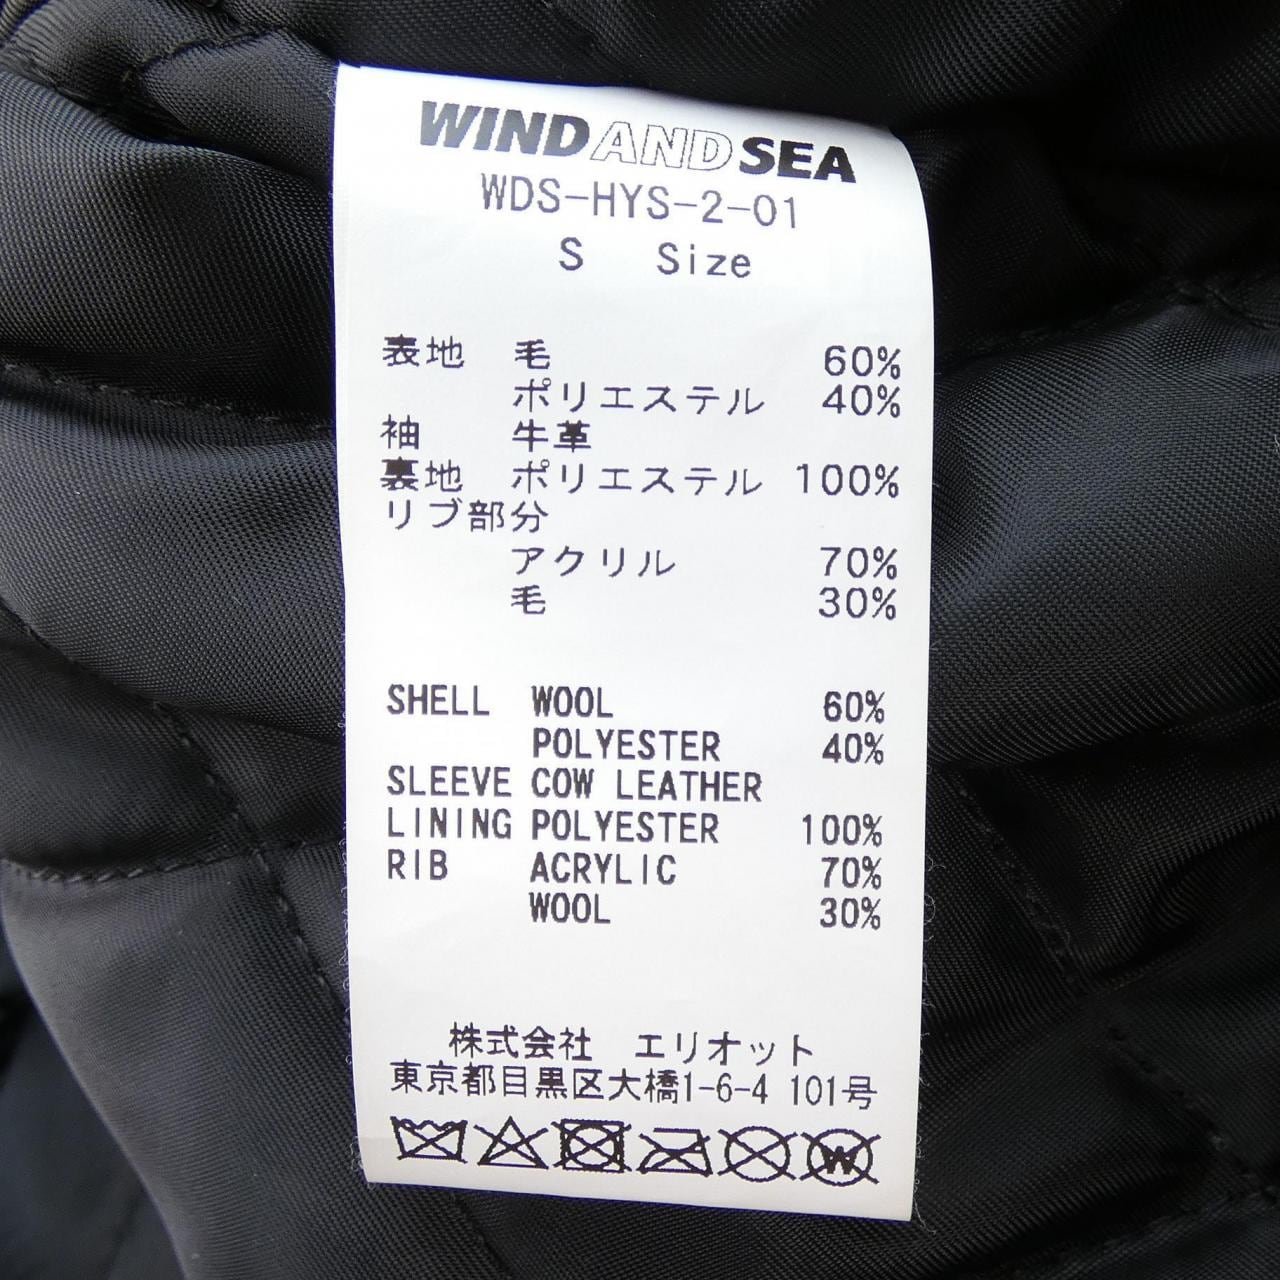 WIND AND SEA
WDS-HYS-2-01
S Size
表地 毛 60%
ポリエステル 40%
袖 牛革
裏地 ポリエステル 100%
リブ部分
アクリル 70%
毛 30%
SHELL WOOL 60%
POLYESTER 40%
SLEEVE COW LEATHER
LINING POLYESTER 100%
RIB ACRYLIC 70%
WOOL 30%
株式会社 エリオット
東京都目黒区大橋1-6-4 101号
W